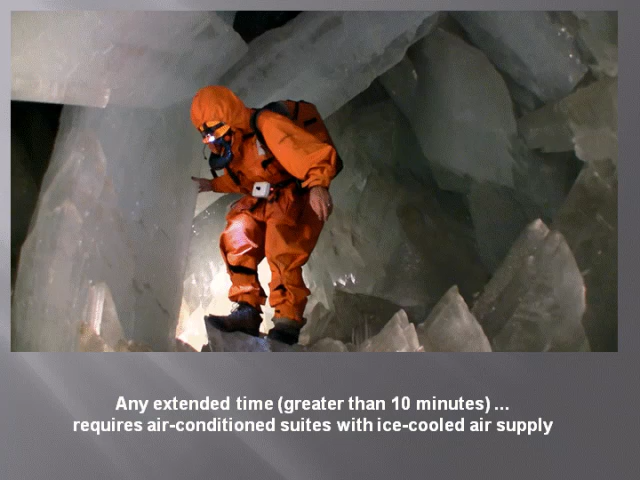 Any extended time (greater than 10 minutes) ...
requires air-conditioned suites with ice-cooled air supply